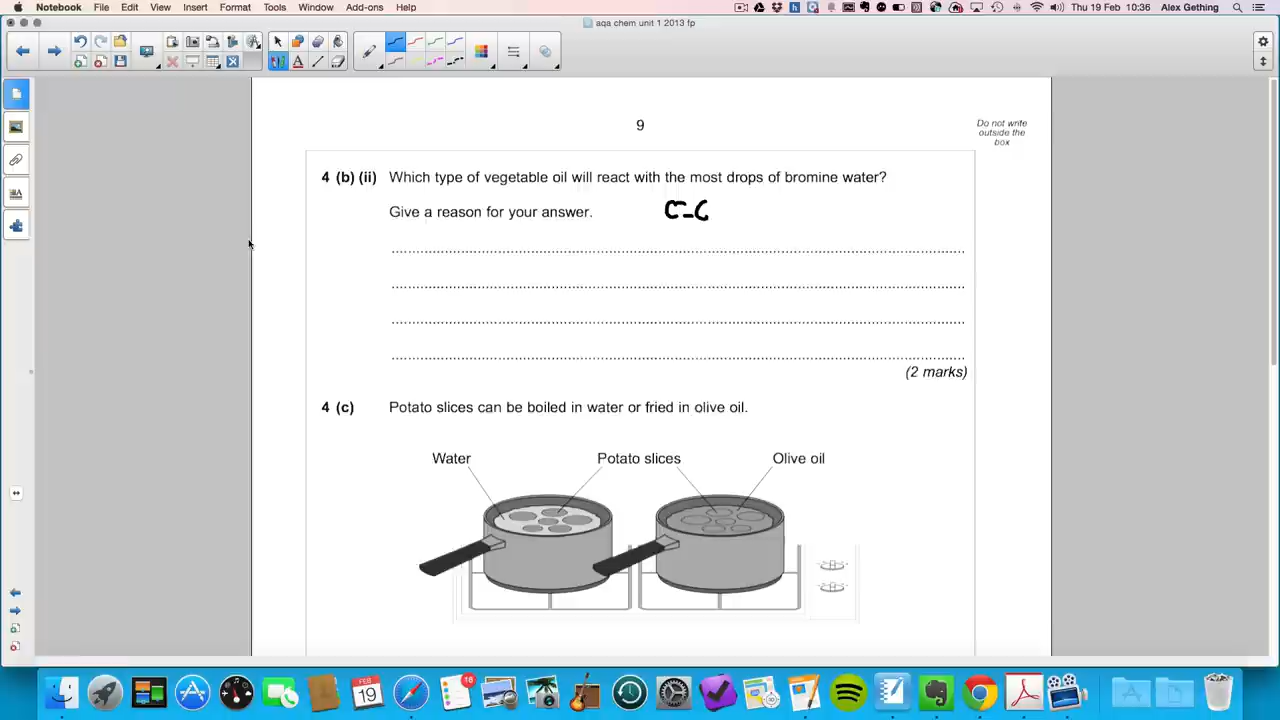 Notebook File Edit View Insert Format Tools Window Add-ons Help Thu 19 Feb 10:36 Alex Gething
aqa chem unit 1 2013 fp
9
Do not write
outside the
box
4 (b) (ii) Which type of vegetable oil will react with the most drops of bromine water?
Give a reason for your answer.
(2 marks)
4 (c) Potato slices can be boiled in water or fried in olive oil.
Water Potato slices Olive oil
FEB
19
18